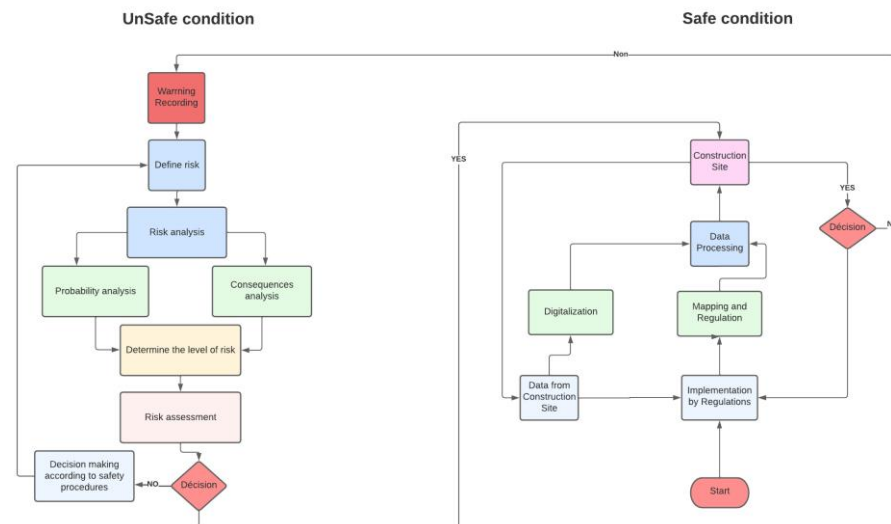 UnSafe condition
Safe condition
Non
Warming
Recording
YES
Define risk
Construction
Site
YES
Risk analysis
Décision
N
Data
Processing
Probability analysis
Consequences
analysis
Digitalization
Mapping and
Regulation
Determine the level of risk
Data from
Construction
Site
Implementation
by Regulations
Risk assessment
Decision making
according to safety
procedures
NO
Décision
Start